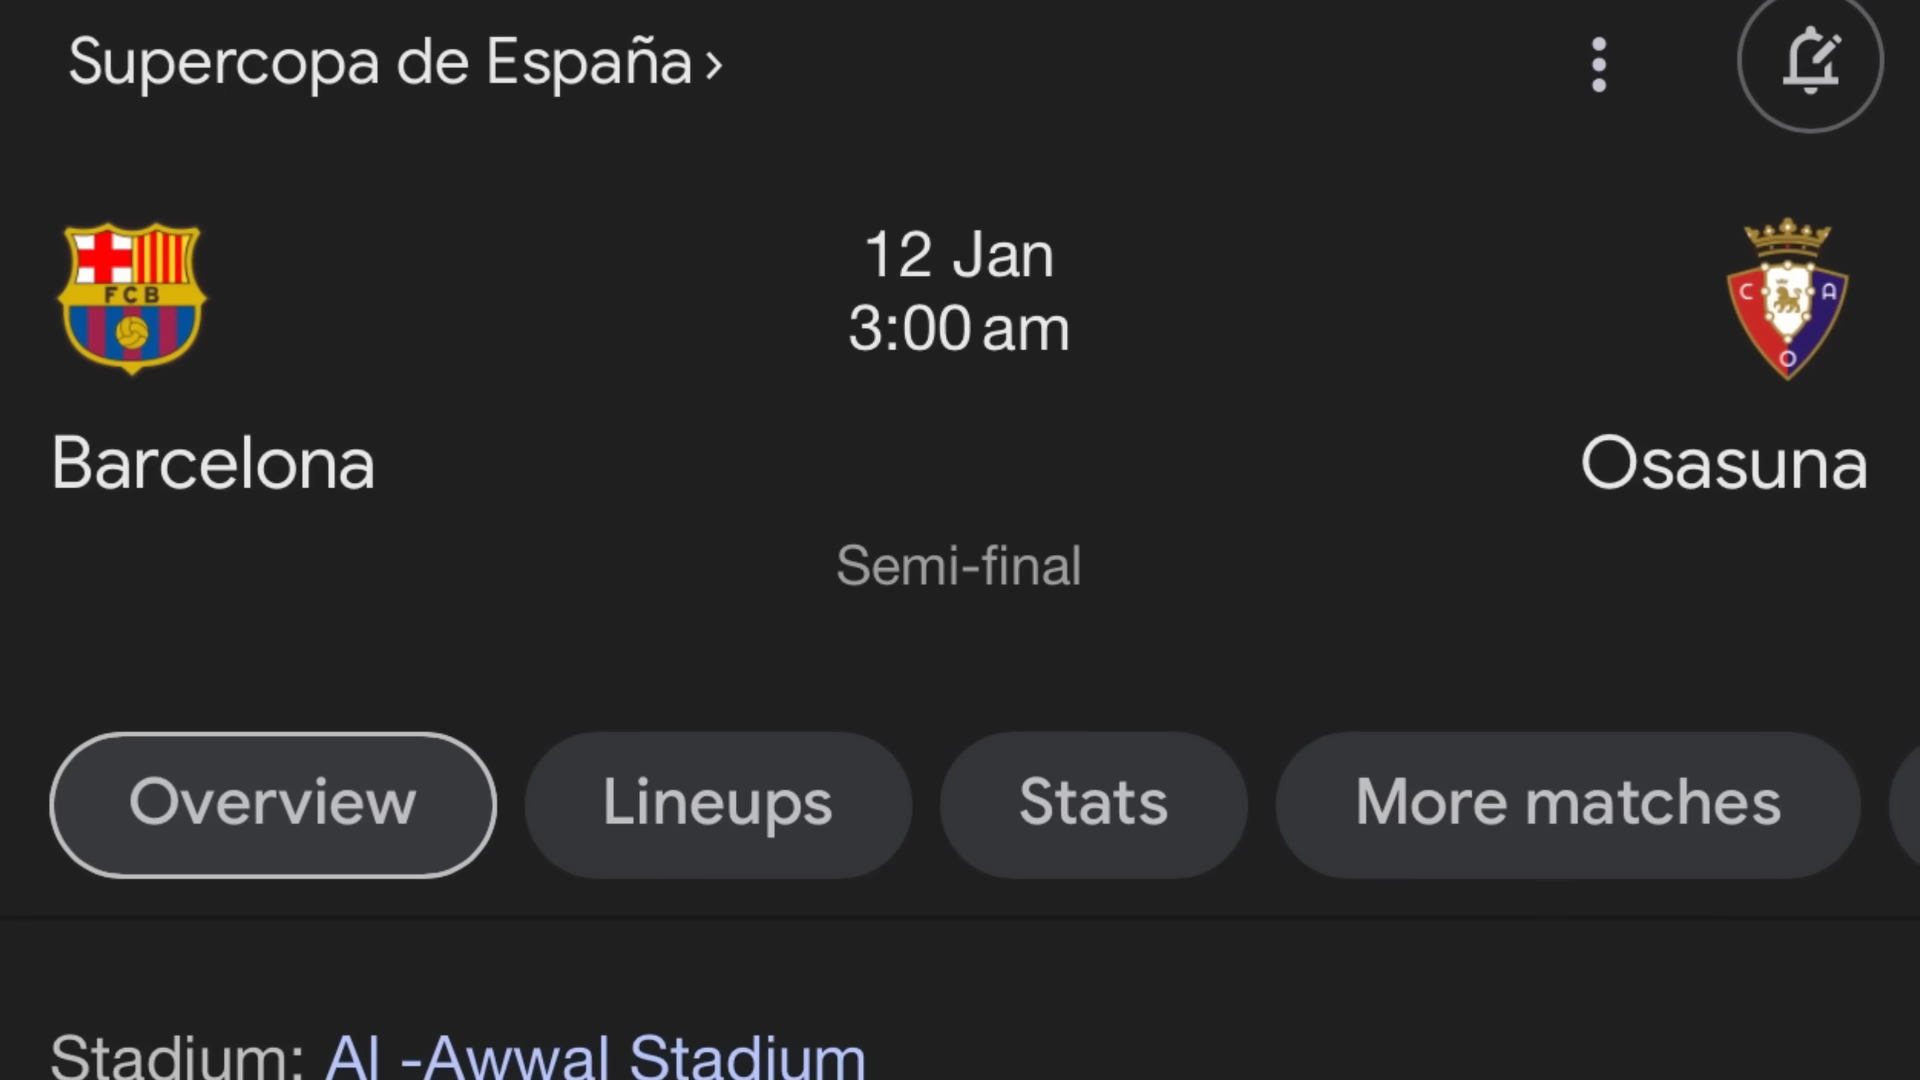 Supercopa de España ›
12 Jan
3:00 am
FCB
C A
O
Barcelona
Osasuna
Semi-final
Overview
Lineups
Stats
More matches
Stadium: Al -Awwal Stadium